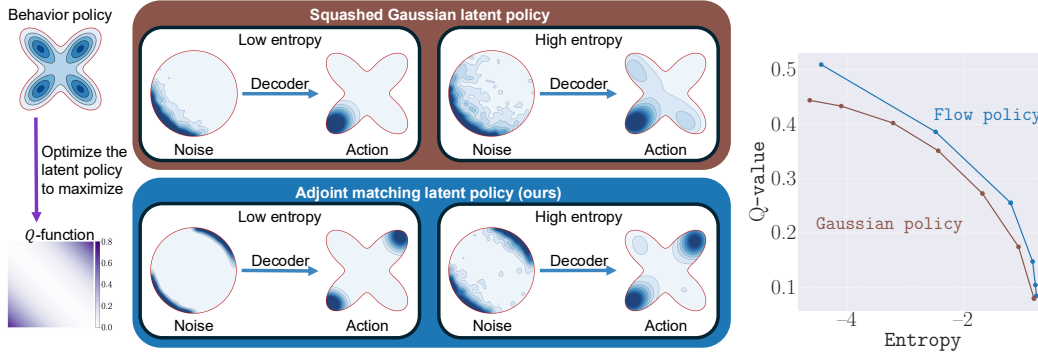 Behavior policy
Optimize the
latent policy
to maximize
Q-function
0.8
0.6
0.4
0.2
0.0
Squashed Gaussian latent policy
Low entropy
Decoder
Noise
Action
High entropy
Decoder
Noise
Action
Adjoint matching latent policy (ours)
Low entropy
Decoder
Noise
Action
High entropy
Decoder
Noise
Action
Q-value
0.5
0.4
0.3
0.2
0.1
Flow policy
Gaussian policy
−4
−2
Entropy